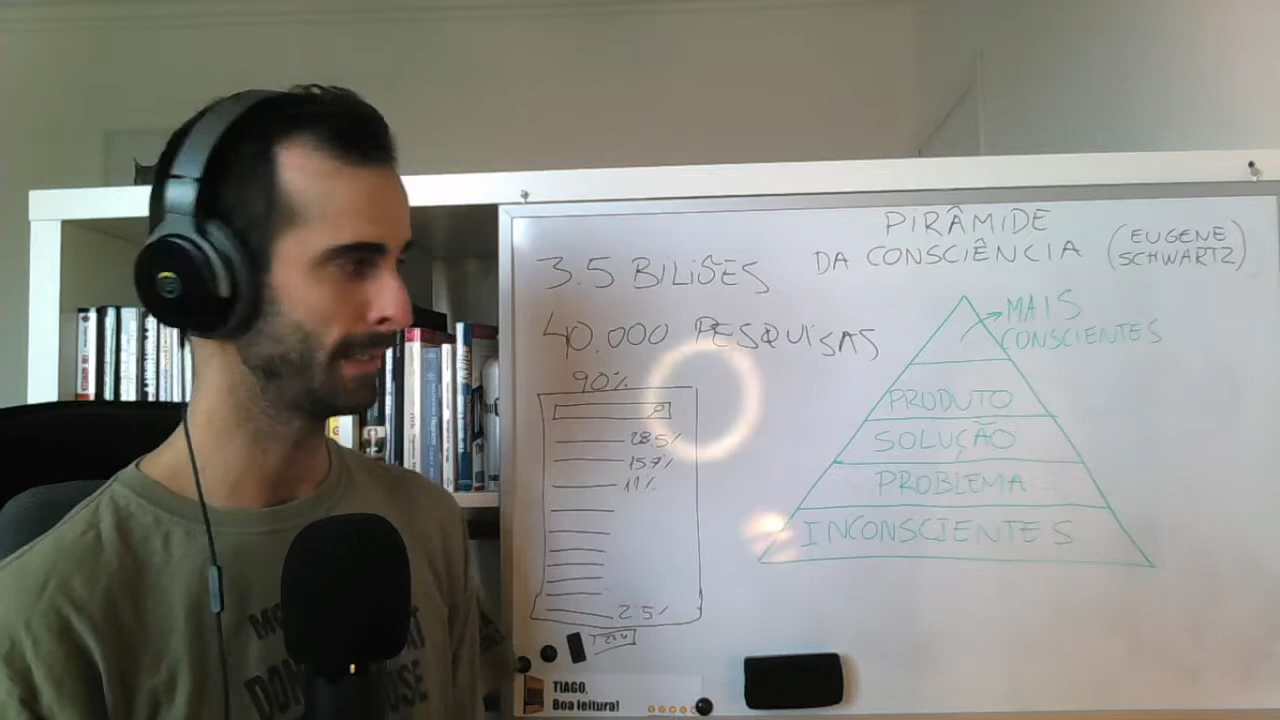 PIRÂMIDE
DA CONSCIÊNCIA
(EUGENE
SCHWARTZ)
3.5 BILIÕES
40.000 PESQUISAS
90%
28.5%
15.7%
11%
2.5%
MAIS
CONSCIENTES
PRODUTO
SOLUÇÃO
PROBLEMA
INCONSCIENTES
TIAGO,
Boa leitura!